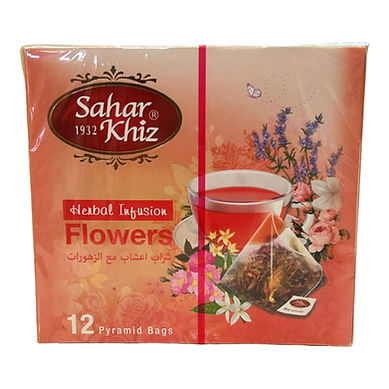 Sahar®
1932 Khiz
Herbal Infusion
Flowers
شراب اعشاب مع الزهورات
12 Pyramid Bags